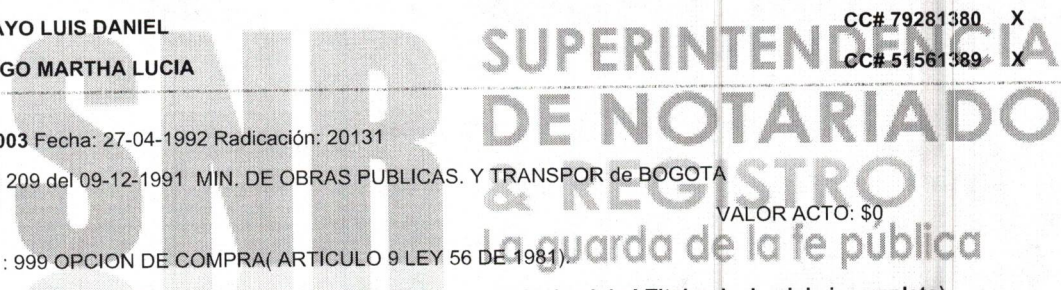 AYO LUIS DANIEL CC# 79281380 X
GO MARTHA LUCIA CC# 51561389 X
SNR
SUPERINTENDENCIA
DE NOTARIADO
& REGISTRO
La guarda de la fe pública
003 Fecha: 27-04-1992 Radicación: 20131
209 del 09-12-1991 MIN. DE OBRAS PUBLICAS. Y TRANSPOR de BOGOTA
VALOR ACTO: $0
: 999 OPCION DE COMPRA( ARTICULO 9 LEY 56 DE 1981).